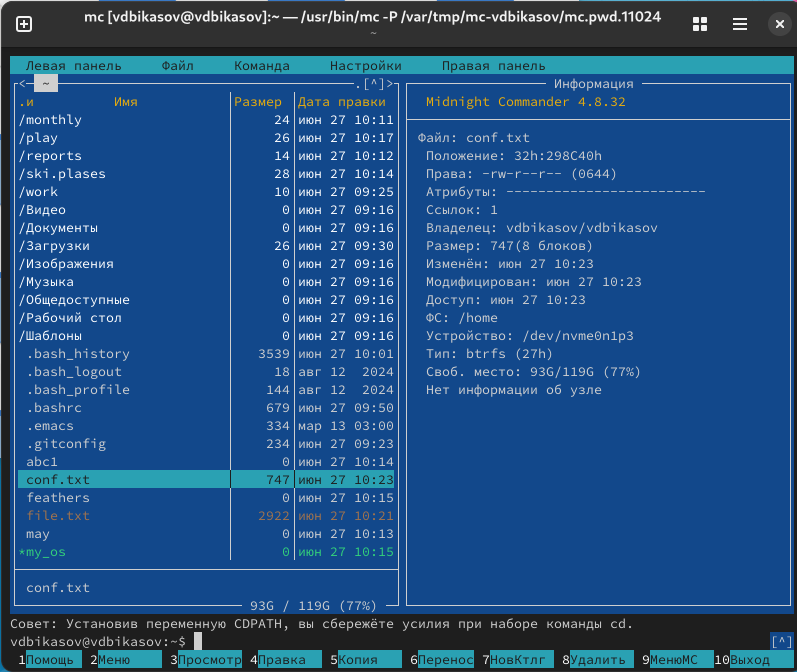 mc [vdbikasov@vdbikasov]:~ — /usr/bin/mc -P /var/tmp/mc-vdbikasov/mc.pwd.11024
~
Левая панель Файл Команда Настройки Правая панель
<─ ~ .[^]>
.и Имя Размер Дата правки
/monthly 24 июн 27 10:11
/play 26 июн 27 10:17
/reports 14 июн 27 10:12
/ski.plases 28 июн 27 10:14
/work 10 июн 27 09:25
/Видео 0 июн 27 09:16
/Документы 0 июн 27 09:16
/Загрузки 26 июн 27 09:30
/Изображения 0 июн 27 09:16
/Музыка 0 июн 27 09:16
/Общедоступные 0 июн 27 09:16
/Рабочий стол 0 июн 27 09:16
/Шаблоны 0 июн 27 09:16
.bash_history 3539 июн 27 10:01
.bash_logout 18 авг 12 2024
.bash_profile 144 авг 12 2024
.bashrc 679 июн 27 09:50
.emacs 334 мар 13 03:00
.gitconfig 234 июн 27 09:23
abc1 0 июн 27 10:14
conf.txt 747 июн 27 10:23
feathers 0 июн 27 10:15
file.txt 2922 июн 27 10:21
may 0 июн 27 10:13
*my_os 0 июн 27 10:15
conf.txt
93G / 119G (77%)
Информация
Midnight Commander 4.8.32
Файл: conf.txt
Положение: 32h:298C40h
Права: -rw-r--r-- (0644)
Атрибуты: -------------------------
Ссылок: 1
Владелец: vdbikasov/vdbikasov
Размер: 747(8 блоков)
Изменён: июн 27 10:23
Модифицирован: июн 27 10:23
Доступ: июн 27 10:23
ФС: /home
Устройство: /dev/nvme0n1p3
Тип: btrfs (27h)
Своб. место: 93G/119G (77%)
Нет информации об узле
Совет: Установив переменную CDPATH, вы сбережёте усилия при наборе команды cd.
vdbikasov@vdbikasov:~$ [^]
1Помощь 2Меню 3Просмотр 4Правка 5Копия 6Перенос 7НовКтлг 8Удалить 9МенюMC 10Выход